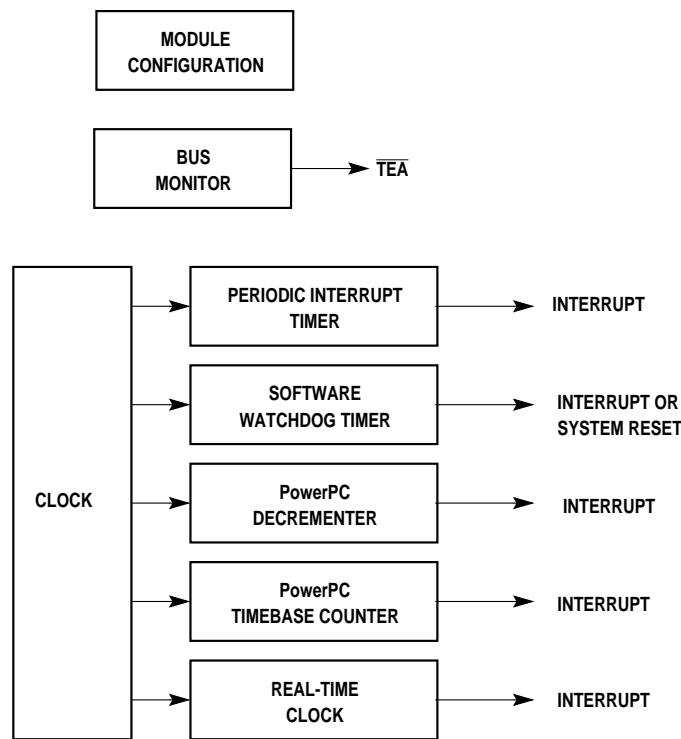 MODULE
CONFIGURATION
BUS
MONITOR
TEA
CLOCK
PERIODIC INTERRUPT
TIMER
INTERRUPT
SOFTWARE
WATCHDOG TIMER
INTERRUPT OR
SYSTEM RESET
PowerPC
DECREMENTER
INTERRUPT
PowerPC
TIMEBASE COUNTER
INTERRUPT
REAL-TIME
CLOCK
INTERRUPT